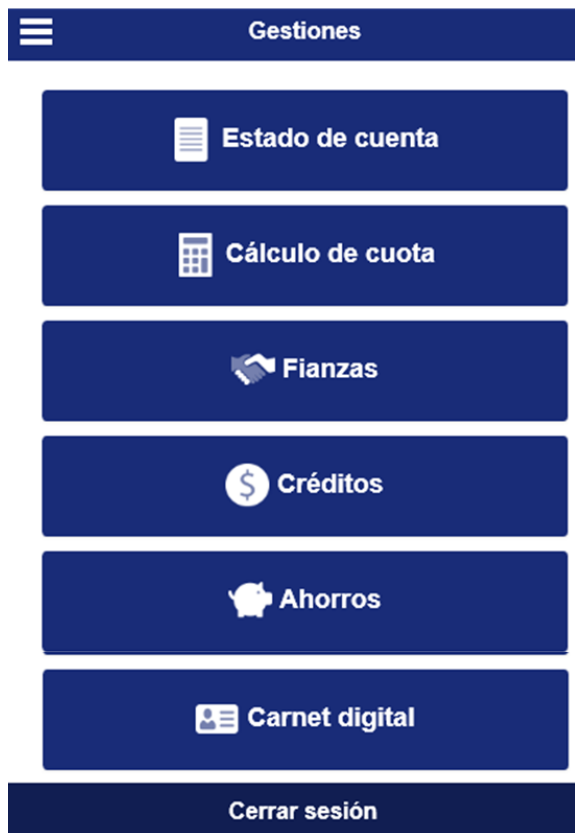 Gestiones
Estado de cuenta
Cálculo de cuota
Fianzas
$ Créditos
Ahorros
Carnet digital
Cerrar sesión